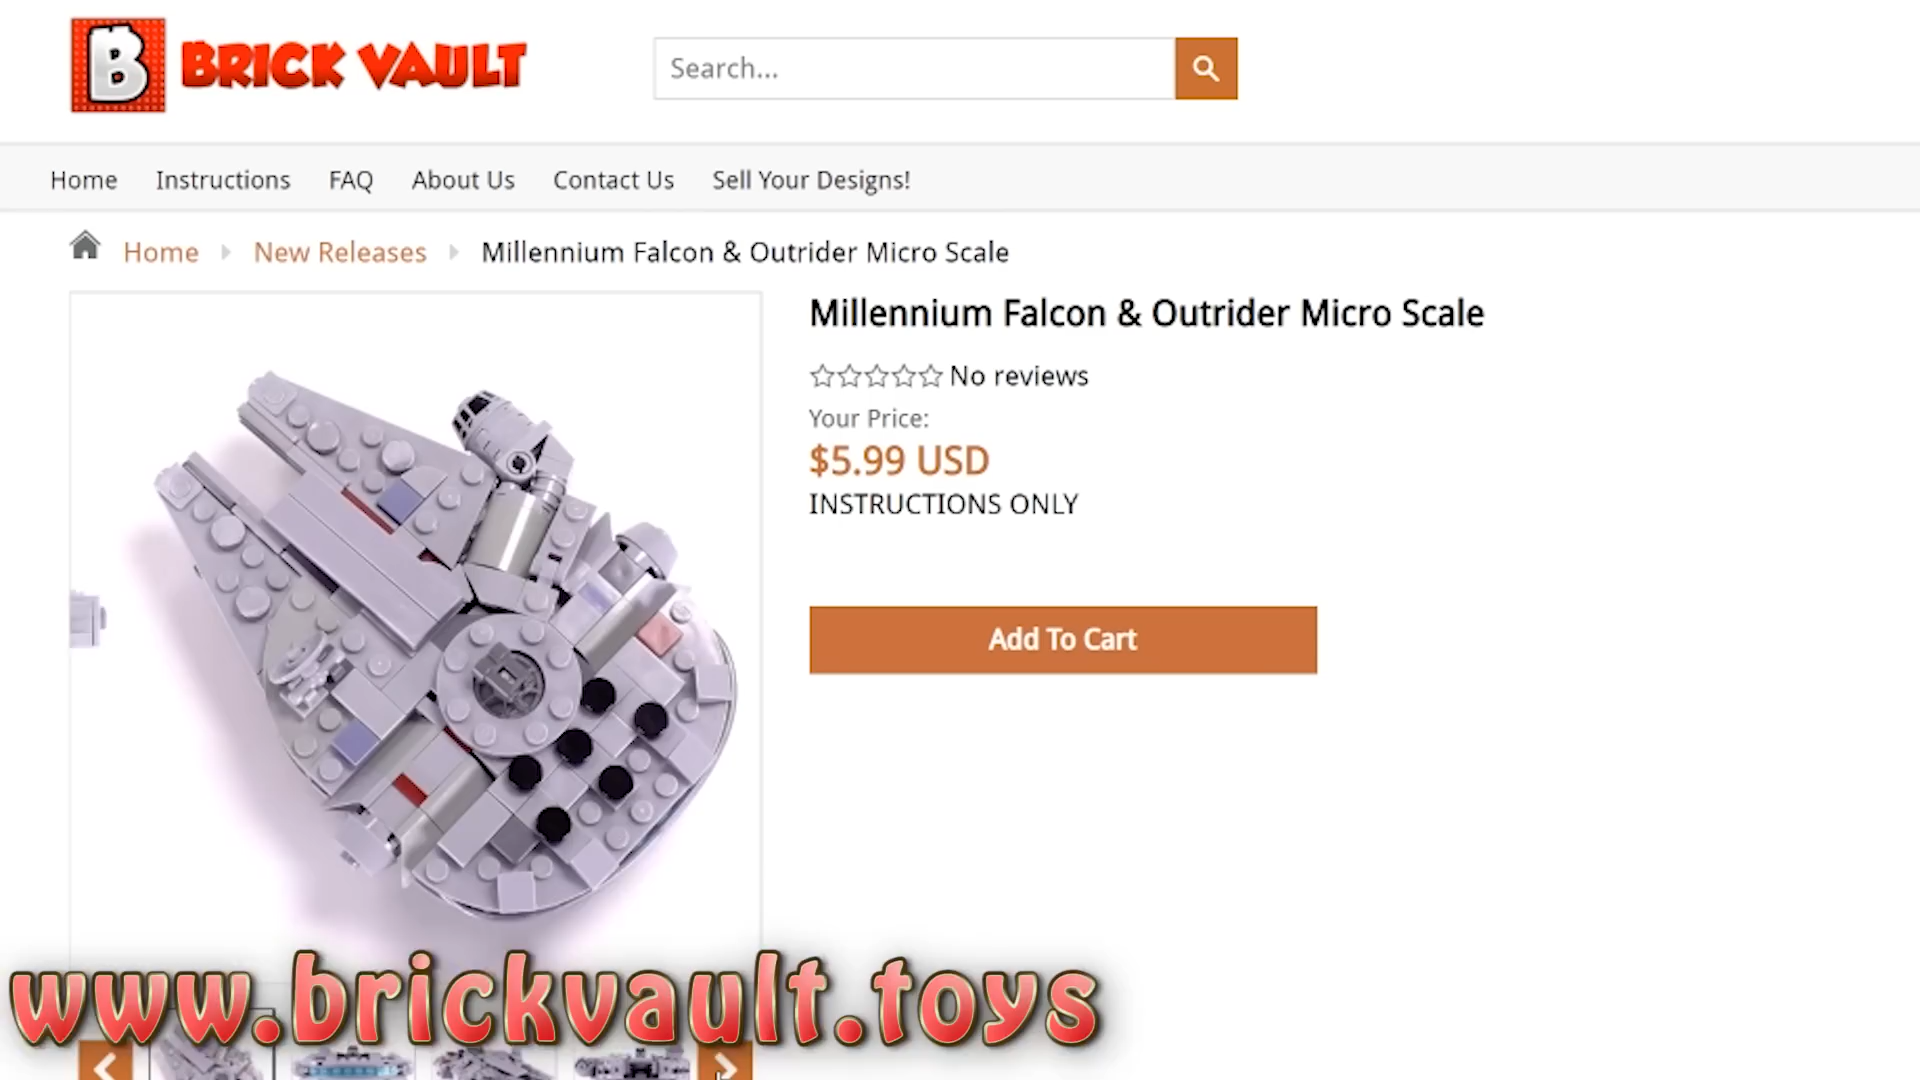 B BRICK VAULT
Search...
Home Instructions FAQ About Us Contact Us Sell Your Designs!
Home New Releases Millennium Falcon & Outrider Micro Scale
Millennium Falcon & Outrider Micro Scale
No reviews
Your Price:
$5.99 USD
INSTRUCTIONS ONLY
Add To Cart
www.brickvault.toys